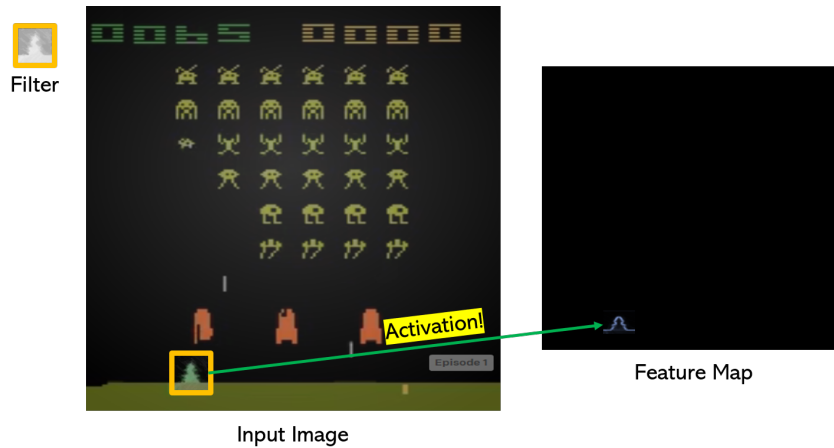 0065 0000
Filter
Activation!
Episode 1
Feature Map
Input Image